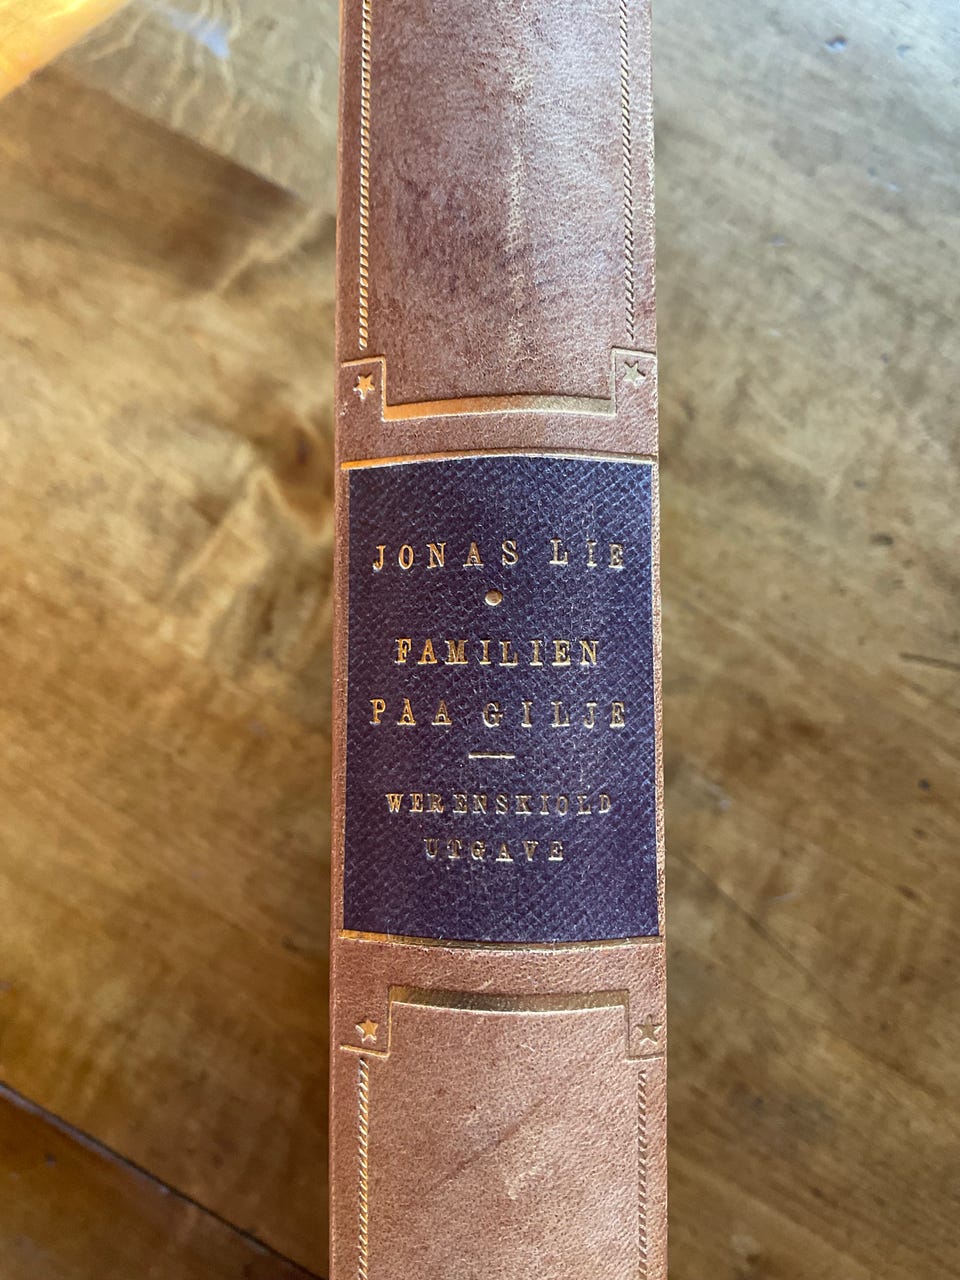 JONAS LIE
FAMILIEN
PAA GILJE
WERENSKIOLD
UTGAVE